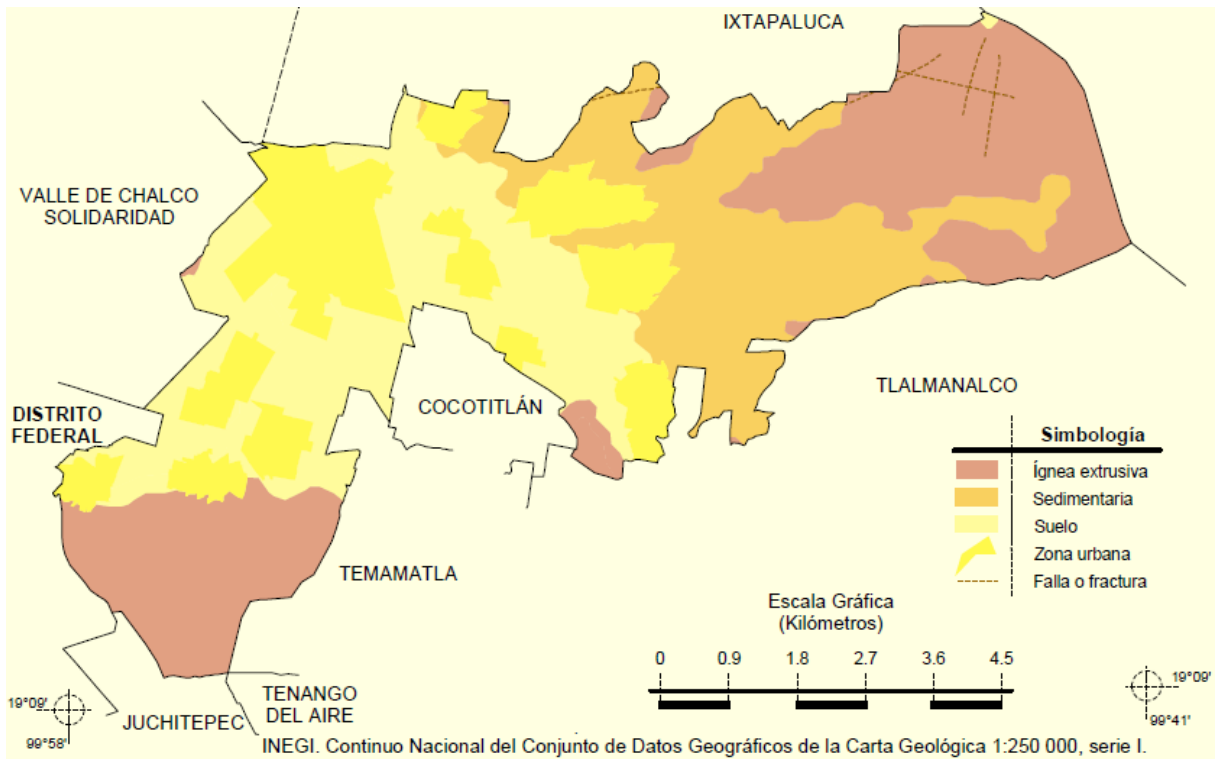 IXTAPALUCA
VALLE DE CHALCO
SOLIDARIDAD
DISTRITO
FEDERAL
COCOTITLÁN
TLALMANALCO
Simbología
Ígnea extrusiva
Sedimentaria
Suelo
Zona urbana
Falla o fractura
TEMAMATLA
Escala Gráfica
(Kilómetros)
0 0.9 1.8 2.7 3.6 4.5
19°09'
99°58'
JUCHITEPEC
TENANGO
DEL AIRE
19°09'
99°41'
INEGI. Continuo Nacional del Conjunto de Datos Geográficos de la Carta Geológica 1:250 000, serie I.